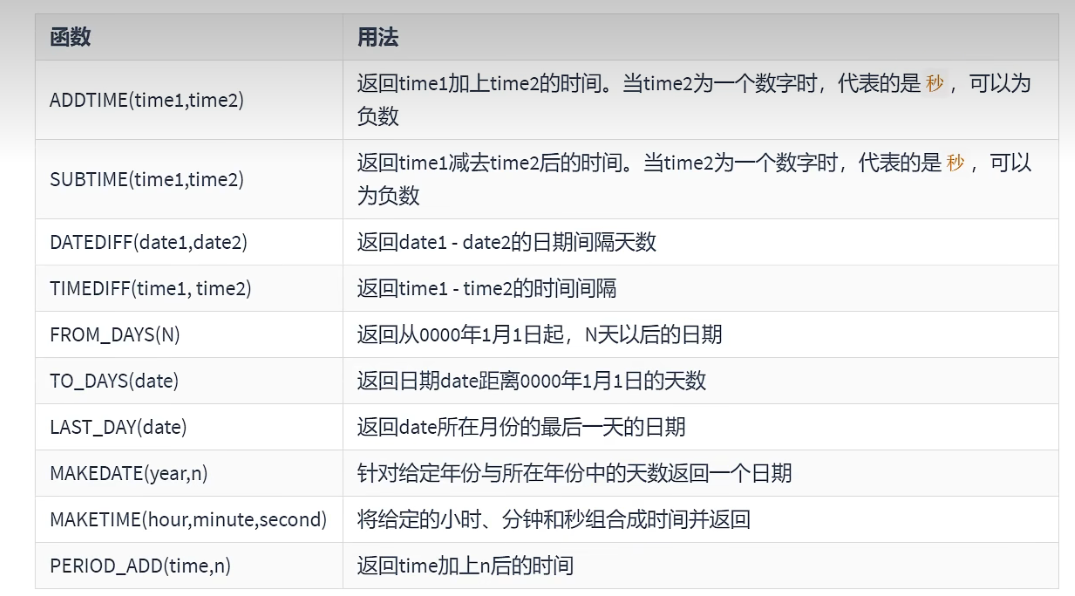 函数 用法
ADDTIME(time1,time2) 返回time1加上time2的时间。当time2为一个数字时，代表的是 秒 ，可以为
负数
SUBTIME(time1,time2) 返回time1减去time2后的时间。当time2为一个数字时，代表的是 秒 ，可以
为负数
DATEDIFF(date1,date2) 返回date1 - date2的日期间隔天数
TIMEDIFF(time1, time2) 返回time1 - time2的时间间隔
FROM_DAYS(N) 返回从0000年1月1日起，N天以后的日期
TO_DAYS(date) 返回日期date距离0000年1月1日的天数
LAST_DAY(date) 返回date所在月份的最后一天的日期
MAKEDATE(year,n) 针对给定年份与所在年份中的天数返回一个日期
MAKETIME(hour,minute,second) 将给定的小时、分钟和秒组合成时间并返回
PERIOD_ADD(time,n) 返回time加上n后的时间